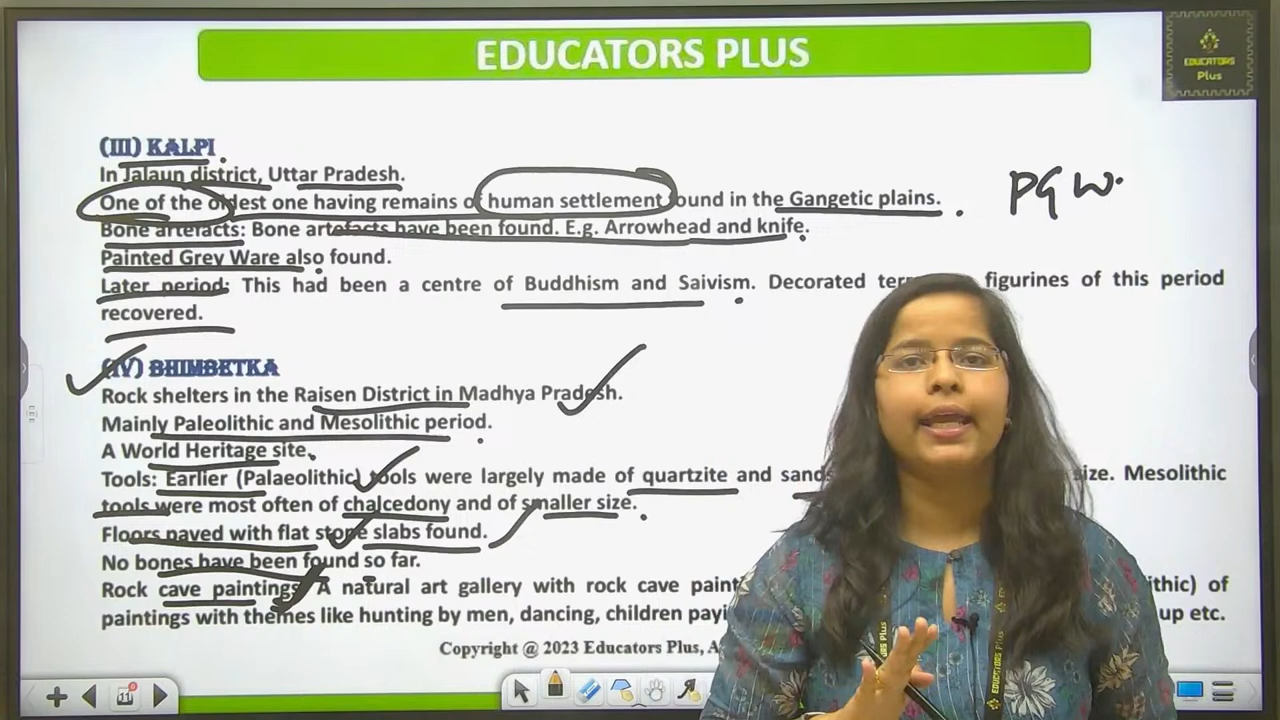 EDUCATORS PLUS
EDUCATORS
Plus
(III) KALPI
In Jalaun district, Uttar Pradesh.
One of the oldest one having remains of human settlement found in the Gangetic plains.
PGW
Bone artefacts: Bone artefacts have been found. E.g. Arrowhead and knife.
Painted Grey Ware also found.
Later period: This had been a centre of Buddhism and Saivism. Decorated figurines of this period
recovered.
(IV) BHIMBETKA
Rock shelters in the Raisen District in Madhya Pradesh.
Mainly Paleolithic and Mesolithic period.
A World Heritage site.
Tools: Earlier (Palaeolithic) tools were largely made of quartzite and size. Mesolithic
tools were most often of chalcedony and of smaller size.
Floors paved with flat stone slabs found.
No bones have been found so far.
Rock cave paintings: A natural art gallery with rock cave of
paintings with themes like hunting by men, dancing, children up etc.
Copyright @ 2023 Educators Plus,
11
EDUCATORS Plus